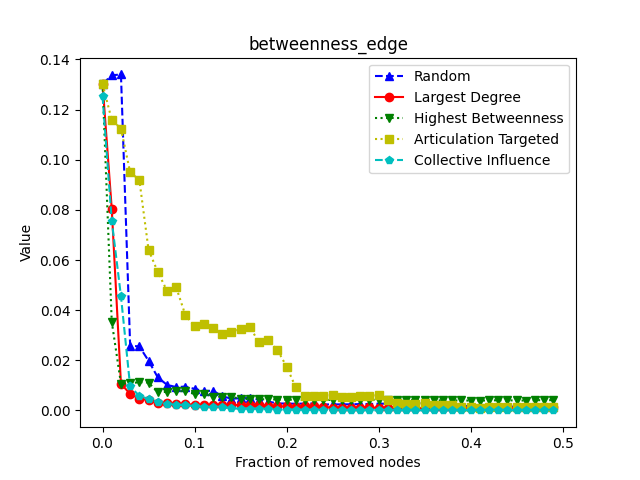 betweenness_edge
Value
0.14
0.12
0.10
0.08
0.06
0.04
0.02
0.00
Random
Largest Degree
Highest Betweenness
Articulation Targeted
Collective Influence
0.0 0.1 0.2 0.3 0.4 0.5
Fraction of removed nodes